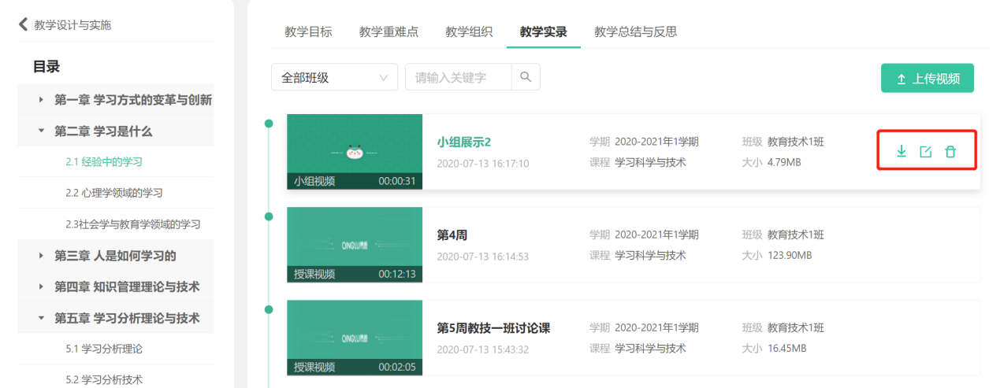 教学设计与实施
目录
第一章 学习方式的变革与创新
第二章 学习是什么
2.1 经验中的学习
2.2 心理学领域的学习
2.3社会学与教育学领域的学习
第三章 人是如何学习的
第四章 知识管理理论与技术
第五章 学习分析理论与技术
5.1 学习分析理论
5.2 学习分析技术
教学目标 教学重难点 教学组织 教学实录 教学总结与反思
全部班级 请输入关键字 上传视频
小组视频 00:00:31
小组展示2 学期 2020-2021年1学期 班级 教育技术1班
2020-07-13 16:17:10 课程 学习科学与技术 大小 4.79MB
QINGLU
授课视频 00:12:13
第4周 学期 2020-2021年1学期 班级 教育技术1班
2020-07-13 16:14:53 课程 学习科学与技术 大小 123.90MB
QINGLU
授课视频 00:02:05
第5周教技一班讨论课 学期 2020-2021年1学期 班级 教育技术1班
2020-07-13 15:43:32 课程 学习科学与技术 大小 16.45MB